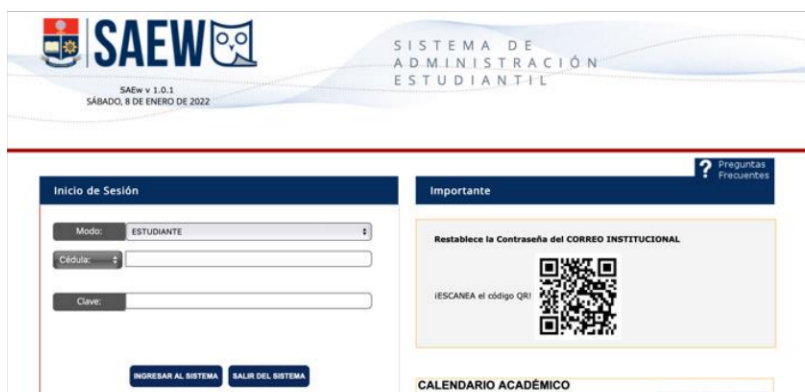 SAEW
SISTEMA DE
ADMINISTRACIÓN
ESTUDIANTIL
SAEw v 1.0.1
SÁBADO, 8 DE ENERO DE 2022
? Preguntas
Frecuentes
Inicio de Sesión
Modo: ESTUDIANTE
Cédula:
Clave:
INGRESAR AL SISTEMA SALIR DEL SISTEMA
Importante
Restablece la Contraseña del CORREO INSTITUCIONAL
¡ESCANEA el código QR!
CALENDARIO ACADÉMICO